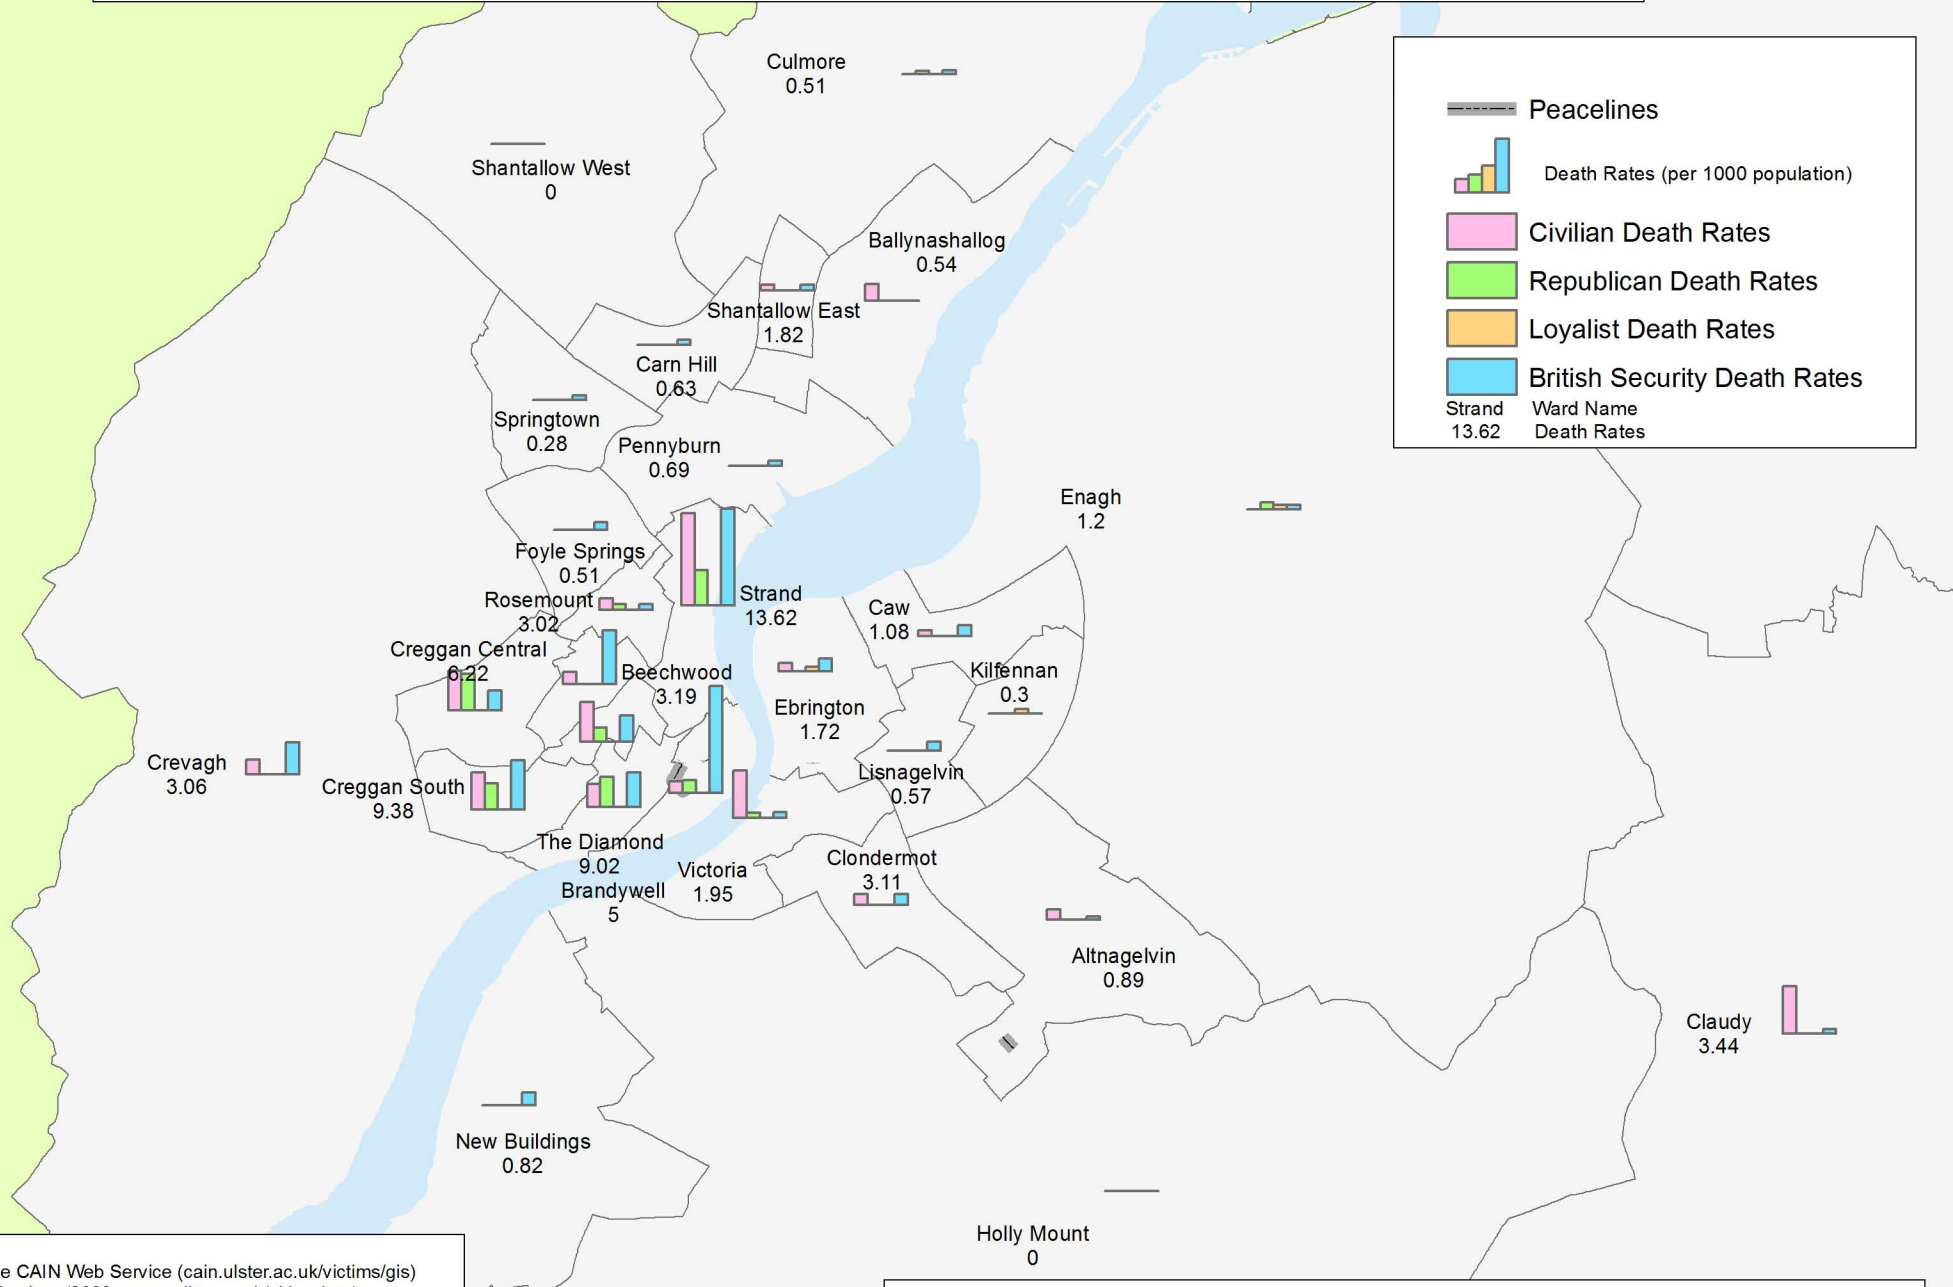 Culmore
0.51
Shantallow West
0
Ballynashallog
0.54
Shantallow East
1.82
Carn Hill
0.63
Springtown
0.28
Pennyburn
0.69
Enagh
1.2
Foyle Springs
0.51
Rosemount
3.02
Strand
13.62
Caw
1.08
Creggan Central
6.22
Beechwood
3.19
Kilfennan
0.3
Ebrington
1.72
Crevagh
3.06
Creggan South
9.38
Lisnagelvin
0.57
The Diamond
9.02
Brandywell
5
Victoria
1.95
Clondermot
3.11
Altnagelvin
0.89
Claudy
3.44
New Buildings
0.82
Holly Mount
0
Peacelines
Death Rates (per 1000 population)
Civilian Death Rates
Republican Death Rates
Loyalist Death Rates
British Security Death Rates
Strand Ward Name
13.62 Death Rates
e CAIN Web Service (cain.ulster.ac.uk/victims/gis)